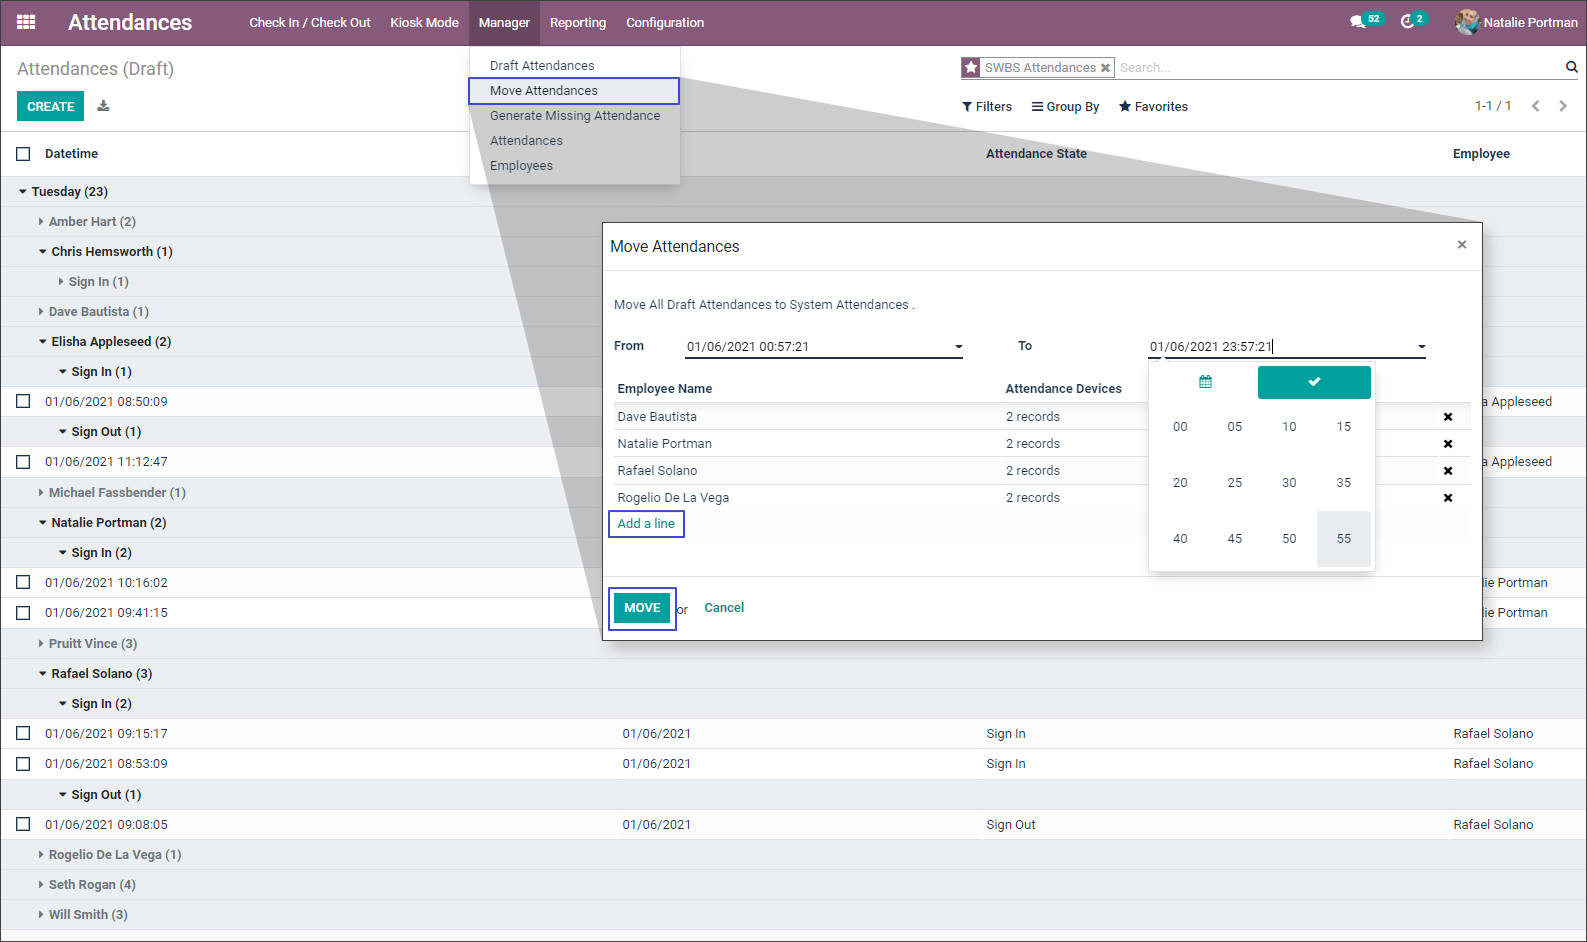 Attendances Check In / Check Out Kiosk Mode Manager Reporting Configuration 52 2 Natalie Portman
Attendances (Draft)
SWBS Attendances Search...
CREATE
Filters Group By Favorites 1-1 / 1
Draft Attendances
Move Attendances
Generate Missing Attendance
Attendances
Employees
Datetime Attendance State Employee
Tuesday (23)
Amber Hart (2)
Chris Hemsworth (1)
Sign In (1)
Dave Bautista (1)
Elisha Appleseed (2)
Sign In (1)
01/06/2021 08:50:09 a Appleseed
Sign Out (1)
01/06/2021 11:12:47 a Appleseed
Michael Fassbender (1)
Natalie Portman (2)
Sign In (2)
01/06/2021 10:16:02 lie Portman
01/06/2021 09:41:15 lie Portman
Pruitt Vince (3)
Rafael Solano (3)
Sign In (2)
01/06/2021 09:15:17 01/06/2021 Sign In Rafael Solano
01/06/2021 08:53:09 01/06/2021 Sign In Rafael Solano
Sign Out (1)
01/06/2021 09:08:05 01/06/2021 Sign Out Rafael Solano
Rogelio De La Vega (1)
Seth Rogan (4)
Will Smith (3)
Move Attendances
Move All Draft Attendances to System Attendances .
From 01/06/2021 00:57:21 To 01/06/2021 23:57:21
Employee Name Attendance Devices
Dave Bautista 2 records
Natalie Portman 2 records
Rafael Solano 2 records
Rogelio De La Vega 2 records
Add a line
00 05 10 15
20 25 30 35
40 45 50 55
MOVE or Cancel